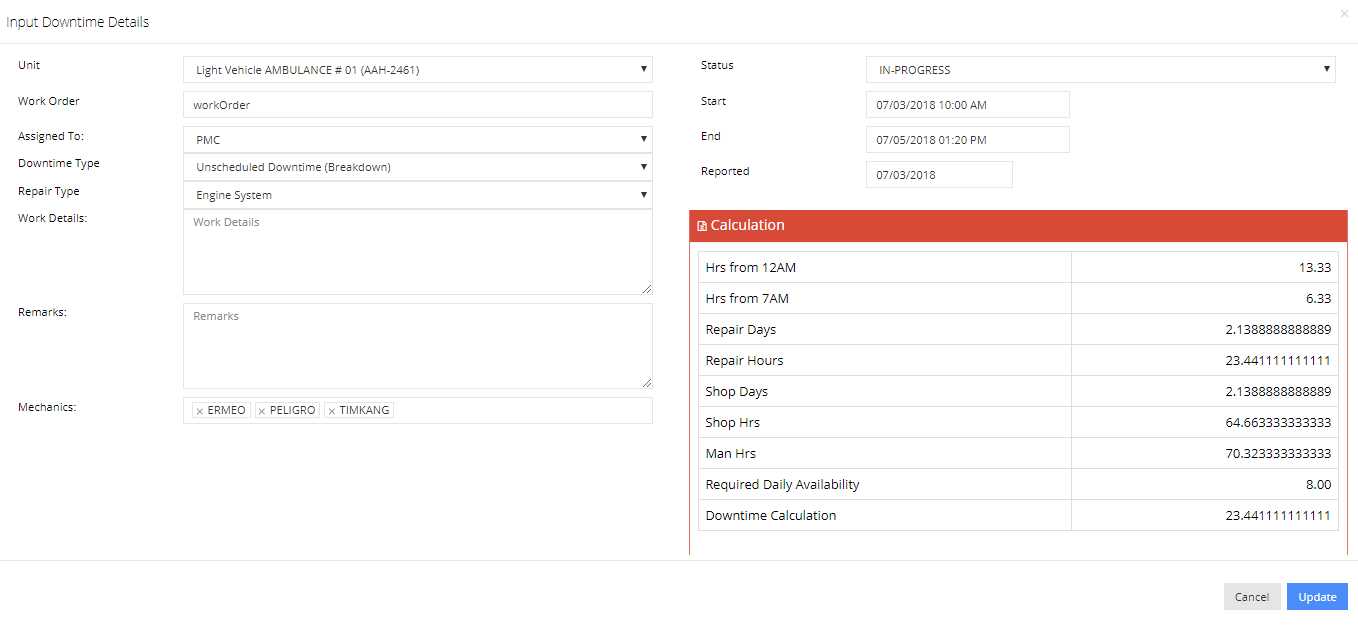 Input Downtime Details
×
Unit
Light Vehicle AMBULANCE # 01 (AAH-2461)
Work Order
workOrder
Assigned To:
PMC
Downtime Type
Unscheduled Downtime (Breakdown)
Repair Type
Engine System
Work Details:
Work Details
Remarks:
Remarks
Mechanics:
× ERMEO × PELIGRO × TIMKANG
Status
IN-PROGRESS
Start
07/03/2018 10:00 AM
End
07/05/2018 01:20 PM
Reported
07/03/2018
Calculation
Hrs from 12AM 13.33
Hrs from 7AM 6.33
Repair Days 2.1388888888889
Repair Hours 23.441111111111
Shop Days 2.1388888888889
Shop Hrs 64.663333333333
Man Hrs 70.323333333333
Required Daily Availability 8.00
Downtime Calculation 23.441111111111
Cancel Update